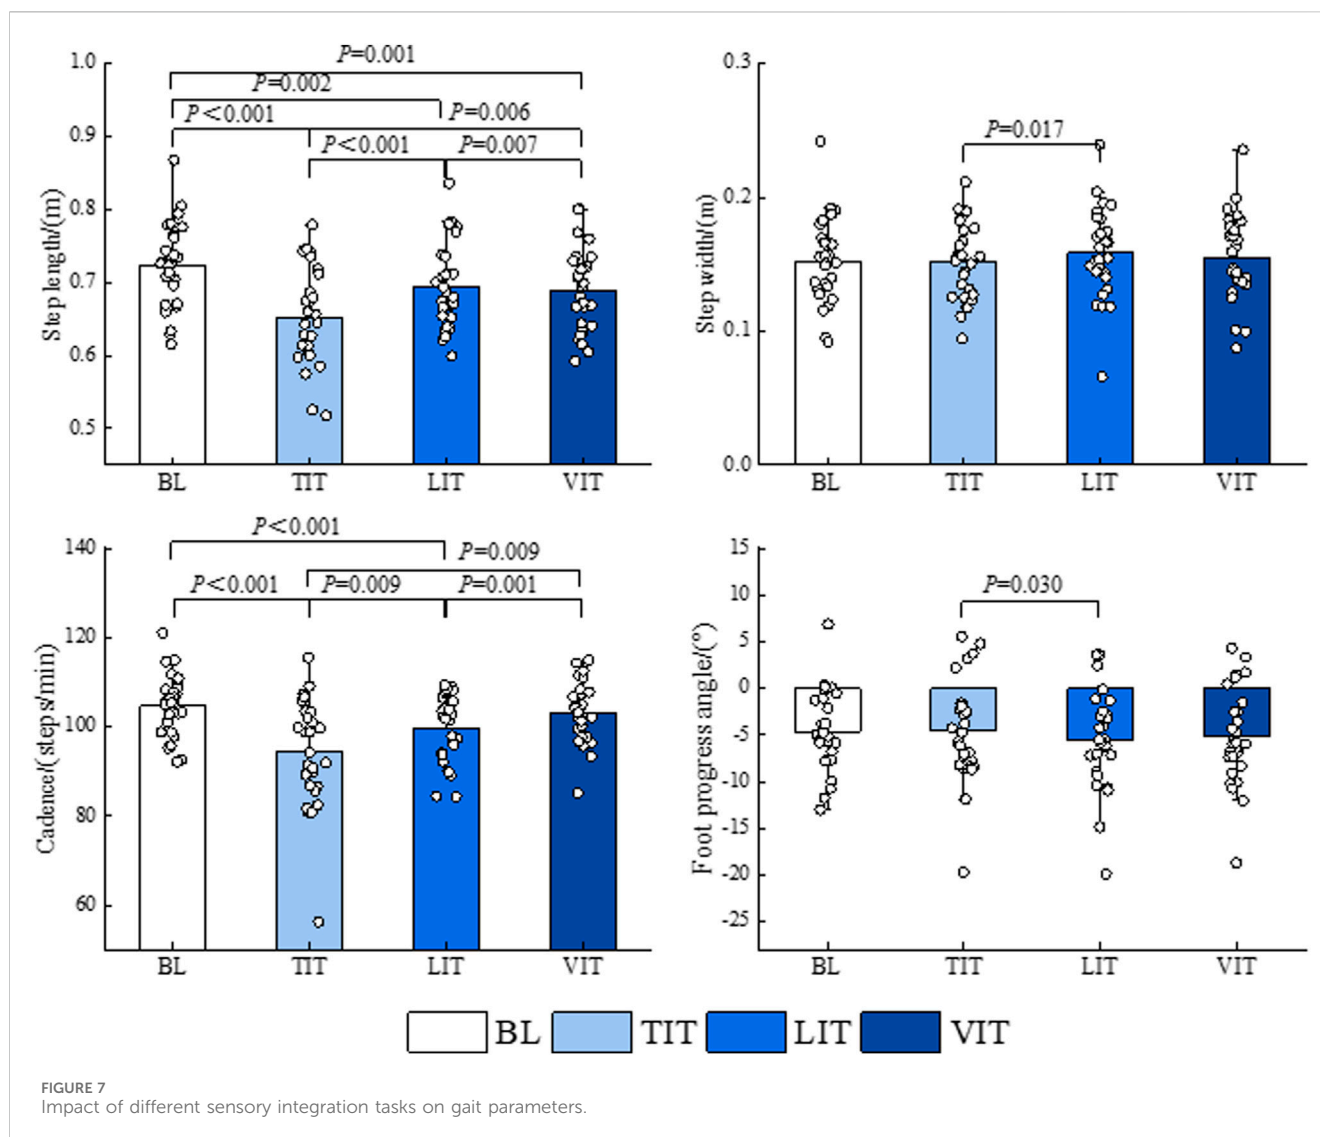 P=0.001
P=0.002
P<0.001
P=0.006
P<0.001
P=0.007
1.0
0.9
0.8
0.7
0.6
0.5
Step length/(m)
BL TIT LIT VIT
P=0.017
0.3
0.2
0.1
0.0
Step width/(m)
BL TIT LIT VIT
P<0.001
P=0.009
P<0.001
P=0.009
P=0.001
140
120
100
80
60
Cadence/(steps/min)
BL TIT LIT VIT
P=0.030
15
10
5
0
-5
-10
-15
-20
-25
Foot progress angle/(°)
BL TIT LIT VIT
BL TIT LIT VIT
FIGURE 7
Impact of different sensory integration tasks on gait parameters.